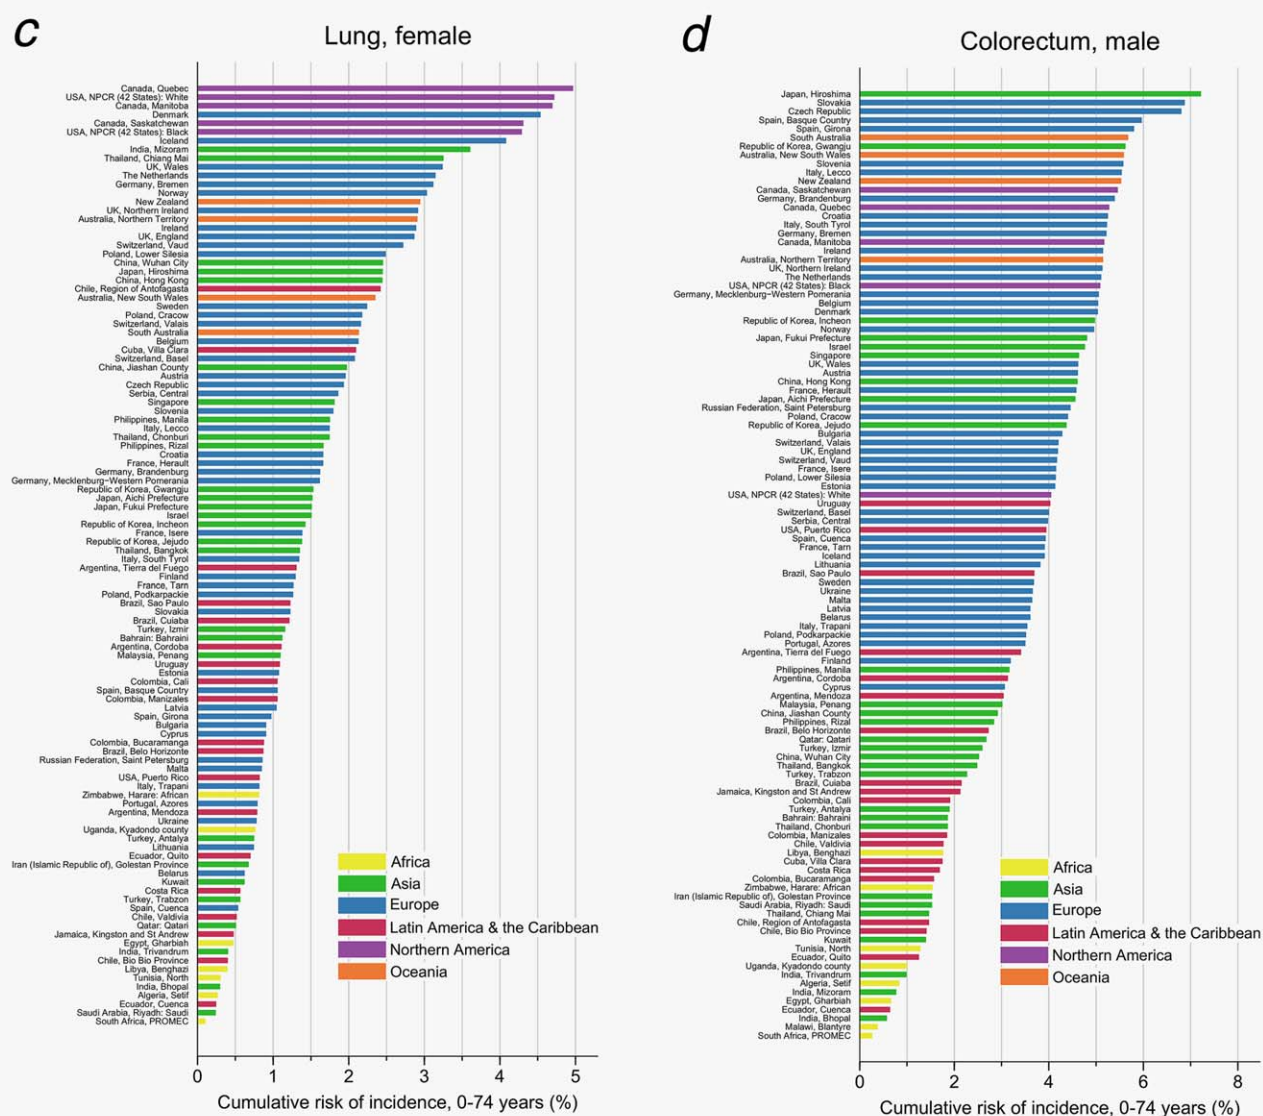 c
Lung, female
Canada, Quebec
USA, NPCR (42 States): White
Canada, Manitoba
Denmark
Canada, Saskatchewan
USA, NPCR (42 States): Black
Iceland
India, Mizoram
Thailand, Chiang Mai
UK, Wales
The Netherlands
Germany, Bremen
Norway
New Zealand
UK, Northern Ireland
Australia, Northern Territory
Ireland
UK, England
Switzerland, Vaud
Poland, Lower Silesia
China, Wuhan City
Japan, Hiroshima
China, Hong Kong
Chile, Region of Antofagasta
Australia, New South Wales
Sweden
Poland, Cracow
Switzerland, Valais
South Australia
Belgium
Cuba, Villa Clara
Switzerland, Basel
China, Jiashan County
Austria
Czech Republic
Serbia, Central
Singapore
Slovenia
Philippines, Manila
Italy, Lecco
Thailand, Chonburi
Philippines, Rizal
Croatia
France, Herault
Germany, Brandenburg
Germany, Mecklenburg−Western Pomerania
Republic of Korea, Gwangju
Japan, Aichi Prefecture
Japan, Fukui Prefecture
Israel
Republic of Korea, Incheon
France, Isere
Republic of Korea, Jejudo
Thailand, Bangkok
Italy, South Tyrol
Argentina, Tierra del Fuego
Finland
France, Tarn
Poland, Podkarpackie
Brazil, Sao Paulo
Slovakia
Brazil, Cuiaba
Turkey, Izmir
Bahrain: Bahraini
Argentina, Cordoba
Malaysia, Penang
Uruguay
Estonia
Colombia, Cali
Spain, Basque Country
Colombia, Manizales
Latvia
Spain, Girona
Bulgaria
Cyprus
Colombia, Bucaramanga
Brazil, Belo Horizonte
Russian Federation, Saint Petersburg
Malta
USA, Puerto Rico
Italy, Trapani
Zimbabwe, Harare: African
Portugal, Azores
Argentina, Mendoza
Ukraine
Uganda, Kyadondo county
Turkey, Antalya
Lithuania
Ecuador, Quito
Iran (Islamic Republic of), Golestan Province
Belarus
Kuwait
Costa Rica
Turkey, Trabzon
Spain, Cuenca
Chile, Valdivia
Qatar: Qatari
Jamaica, Kingston and St Andrew
Egypt, Gharbiah
India, Trivandrum
Chile, Bio Bio Province
Libya, Benghazi
Tunisia, North
India, Bhopal
Algeria, Setif
Ecuador, Cuenca
Saudi Arabia, Riyadh: Saudi
South Africa, PROMEC
Africa
Asia
Europe
Latin America & the Caribbean
Northern America
Oceania
0 1 2 3 4 5
Cumulative risk of incidence, 0-74 years (%)
d
Colorectum, male
Japan, Hiroshima
Slovakia
Czech Republic
Spain, Basque Country
Spain, Girona
South Australia
Republic of Korea, Gwangju
Australia, New South Wales
Slovenia
Italy, Lecco
New Zealand
Canada, Saskatchewan
Germany, Brandenburg
Canada, Quebec
Croatia
Italy, South Tyrol
Germany, Bremen
Canada, Manitoba
Ireland
Australia, Northern Territory
UK, Northern Ireland
The Netherlands
USA, NPCR (42 States): Black
Germany, Mecklenburg−Western Pomerania
Belgium
Denmark
Republic of Korea, Incheon
Norway
Japan, Fukui Prefecture
Israel
Singapore
UK, Wales
Austria
China, Hong Kong
France, Herault
Japan, Aichi Prefecture
Russian Federation, Saint Petersburg
Poland, Cracow
Republic of Korea, Jejudo
Bulgaria
Switzerland, Valais
UK, England
Switzerland, Vaud
France, Isere
Poland, Lower Silesia
Estonia
USA, NPCR (42 States): White
Uruguay
Switzerland, Basel
Serbia, Central
USA, Puerto Rico
Spain, Cuenca
France, Tarn
Iceland
Lithuania
Brazil, Sao Paulo
Sweden
Ukraine
Malta
Latvia
Belarus
Italy, Trapani
Poland, Podkarpackie
Portugal, Azores
Argentina, Tierra del Fuego
Finland
Philippines, Manila
Argentina, Cordoba
Cyprus
Argentina, Mendoza
Malaysia, Penang
China, Jiashan County
Philippines, Rizal
Brazil, Belo Horizonte
Qatar: Qatari
Turkey, Izmir
China, Wuhan City
Thailand, Bangkok
Turkey, Trabzon
Brazil, Cuiaba
Jamaica, Kingston and St Andrew
Colombia, Cali
Turkey, Antalya
Bahrain: Bahraini
Thailand, Chonburi
Colombia, Manizales
Chile, Valdivia
Libya, Benghazi
Cuba, Villa Clara
Costa Rica
Colombia, Bucaramanga
Zimbabwe, Harare: African
Iran (Islamic Republic of), Golestan Province
Saudi Arabia, Riyadh: Saudi
Thailand, Chiang Mai
Chile, Region of Antofagasta
Chile, Bio Bio Province
Kuwait
Tunisia, North
Ecuador, Quito
Uganda, Kyadondo county
India, Trivandrum
Algeria, Setif
India, Mizoram
Egypt, Gharbiah
Ecuador, Cuenca
India, Bhopal
Malawi, Blantyre
South Africa, PROMEC
Africa
Asia
Europe
Latin America & the Caribbean
Northern America
Oceania
0 2 4 6 8
Cumulative risk of incidence, 0-74 years (%)